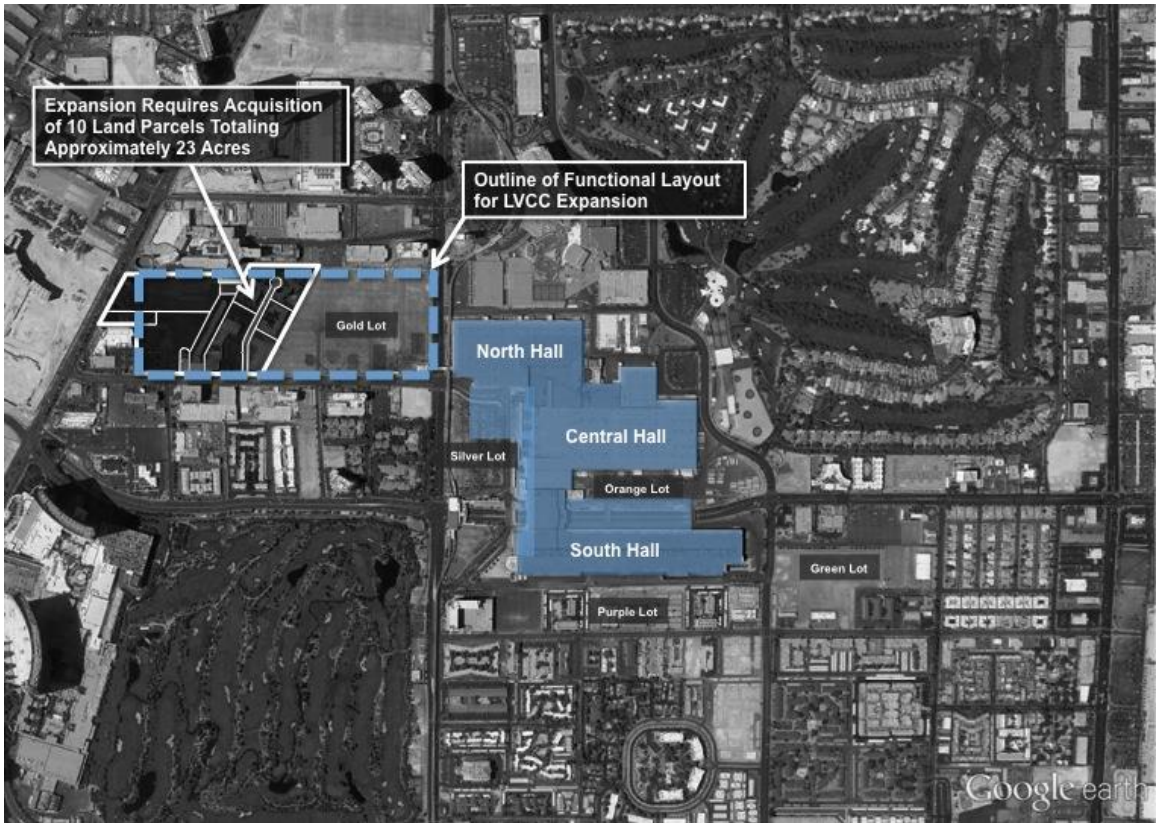 Expansion Requires Acquisition
of 10 Land Parcels Totaling
Approximately 23 Acres
Outline of Functional Layout
for LVCC Expansion
Gold Lot
North Hall
Central Hall
Silver Lot
Orange Lot
South Hall
Green Lot
Purple Lot
Google earth